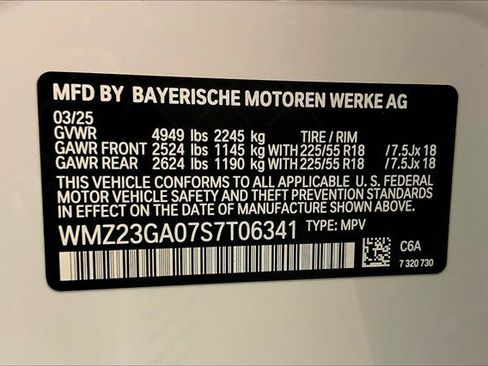 MFD BY BAYERISCHE MOTOREN WERKE AG
03/25
GVWR 4949 lbs 2245 kg TIRE / RIM
GAWR FRONT 2524 lbs 1145 kg WITH 225/55 R18 /7.5Jx 18
GAWR REAR 2624 lbs 1190 kg WITH 225/55 R18 /7.5Jx 18
THIS VEHICLE CONFORMS TO ALL APPLICABLE U. S. FEDERAL
MOTOR VEHICLE SAFETY AND THEFT PREVENTION STANDARDS
IN EFFECT ON THE DATE OF MANUFACTURE SHOWN ABOVE.
WMZ23GA07S7T06341 TYPE: MPV
C6A
7 320 730